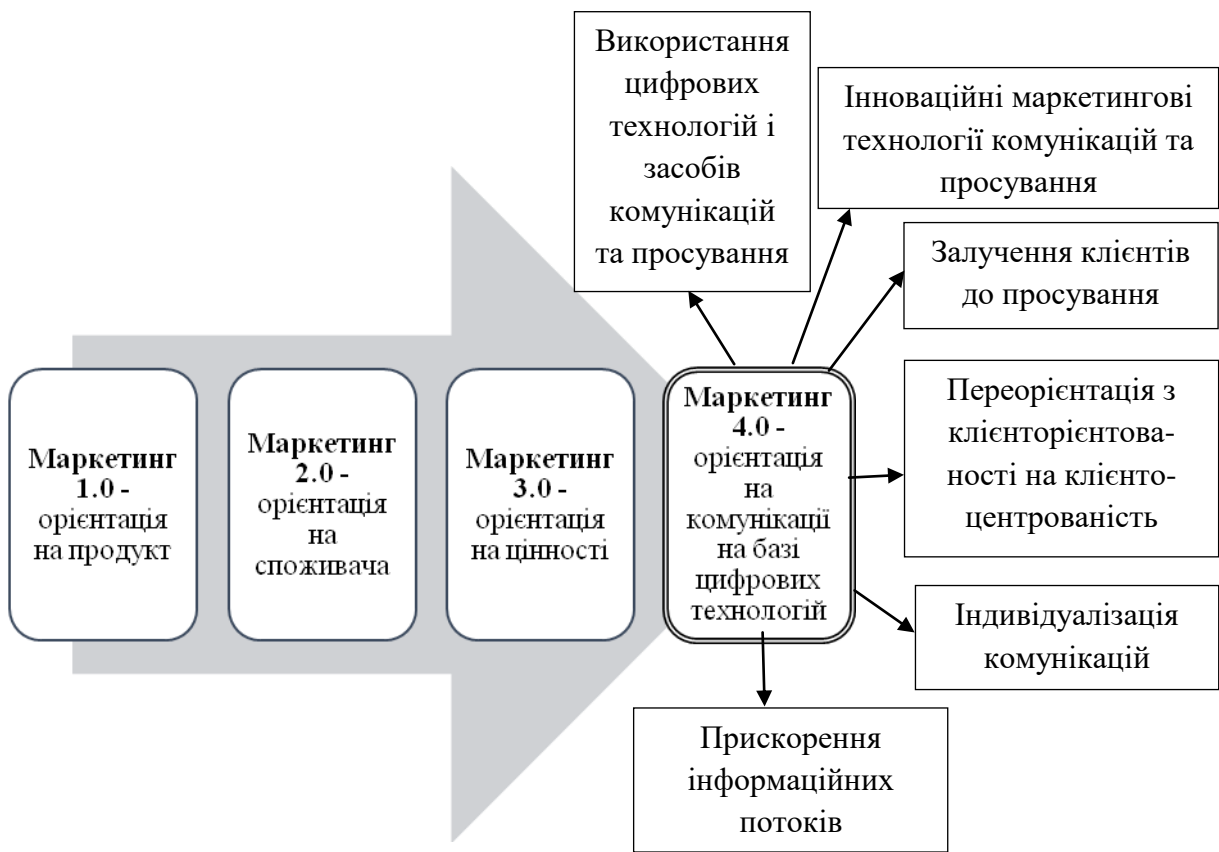 Використання
цифрових
технологій і
засобів
комунікацій
та просування
Інноваційні маркетингові
технології комунікацій та
просування
Залучення клієнтів
до просування
Маркетинг
1.0 -
орієнтація
на продукт
Маркетинг
2.0 -
орієнтація
на
споживача
Маркетинг
3.0 -
орієнтація
на цінності
Маркетинг
4.0 -
орієнтація
на
комунікації
на базі
цифрових
технологій
Переорієнтація з
клієнторієнтова-
ності на клієнто-
центрованість
Індивідуалізація
комунікацій
Прискорення
інформаційних
потоків